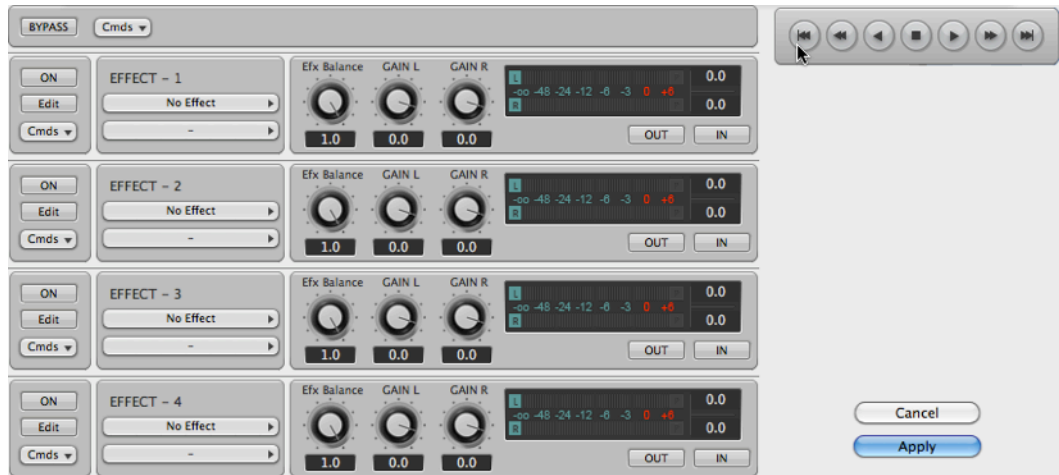 BYPASS Cmds
ON EFFECT - 1 Efx Balance GAIN L GAIN R L 0.0
Edit No Effect -oo -48 -24 -12 -6 -3 0 +6
Cmds - 1.0 0.0 0.0 R 0.0
OUT IN
ON EFFECT - 2 Efx Balance GAIN L GAIN R L 0.0
Edit No Effect -oo -48 -24 -12 -6 -3 0 +6
Cmds - 1.0 0.0 0.0 R 0.0
OUT IN
ON EFFECT - 3 Efx Balance GAIN L GAIN R L 0.0
Edit No Effect -oo -48 -24 -12 -6 -3 0 +6
Cmds - 1.0 0.0 0.0 R 0.0
OUT IN
ON EFFECT - 4 Efx Balance GAIN L GAIN R L 0.0
Edit No Effect -oo -48 -24 -12 -6 -3 0 +6
Cmds - 1.0 0.0 0.0 R 0.0
OUT IN
Cancel
Apply